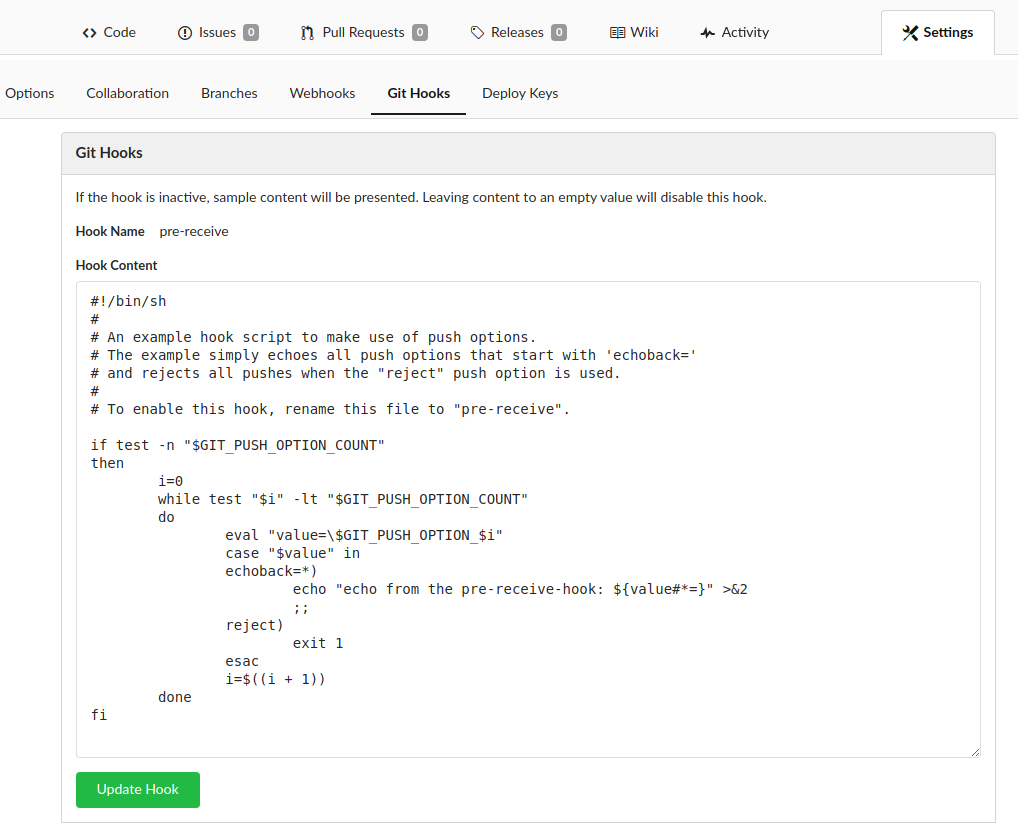 Code Issues 0 Pull Requests 0 Releases 0 Wiki Activity Settings
Options Collaboration Branches Webhooks Git Hooks Deploy Keys
Git Hooks
If the hook is inactive, sample content will be presented. Leaving content to an empty value will disable this hook.
Hook Name pre-receive
Hook Content
#!/bin/sh
#
# An example hook script to make use of push options.
# The example simply echoes all push options that start with 'echoback='
# and rejects all pushes when the "reject" push option is used.
#
# To enable this hook, rename this file to "pre-receive".

if test -n "$GIT_PUSH_OPTION_COUNT"
then
	i=0
	while test "$i" -lt "$GIT_PUSH_OPTION_COUNT"
	do
		eval "value=\$GIT_PUSH_OPTION_$i"
		case "$value" in
		echoback=*)
			echo "echo from the pre-receive-hook: ${value#*=}" >&2
			;;
		reject)
			exit 1
		esac
		i=$((i + 1))
	done
fi
Update Hook